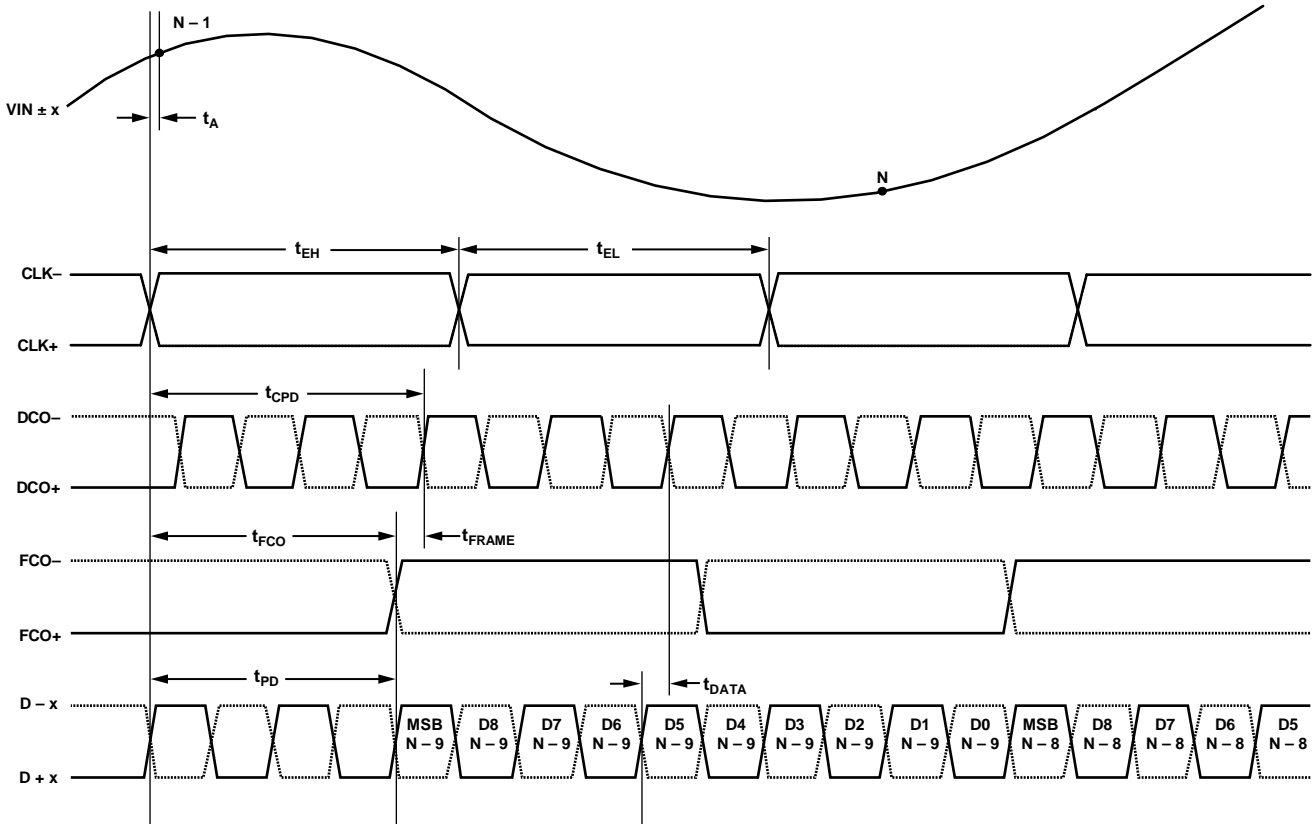 N – 1
VIN ± x
tA
N
tEH
tEL
CLK–
CLK+
tCPD
DCO–
DCO+
tFCO
tFRAME
FCO–
FCO+
tPD
tDATA
D – x
MSB D8 D7 D6 D5 D4 D3 D2 D1 D0 MSB D8 D7 D6 D5
N – 9 N – 9 N – 9 N – 9 N – 9 N – 9 N – 9 N – 9 N – 9 N – 9 N – 8 N – 8 N – 8 N – 8 N – 8
D + x